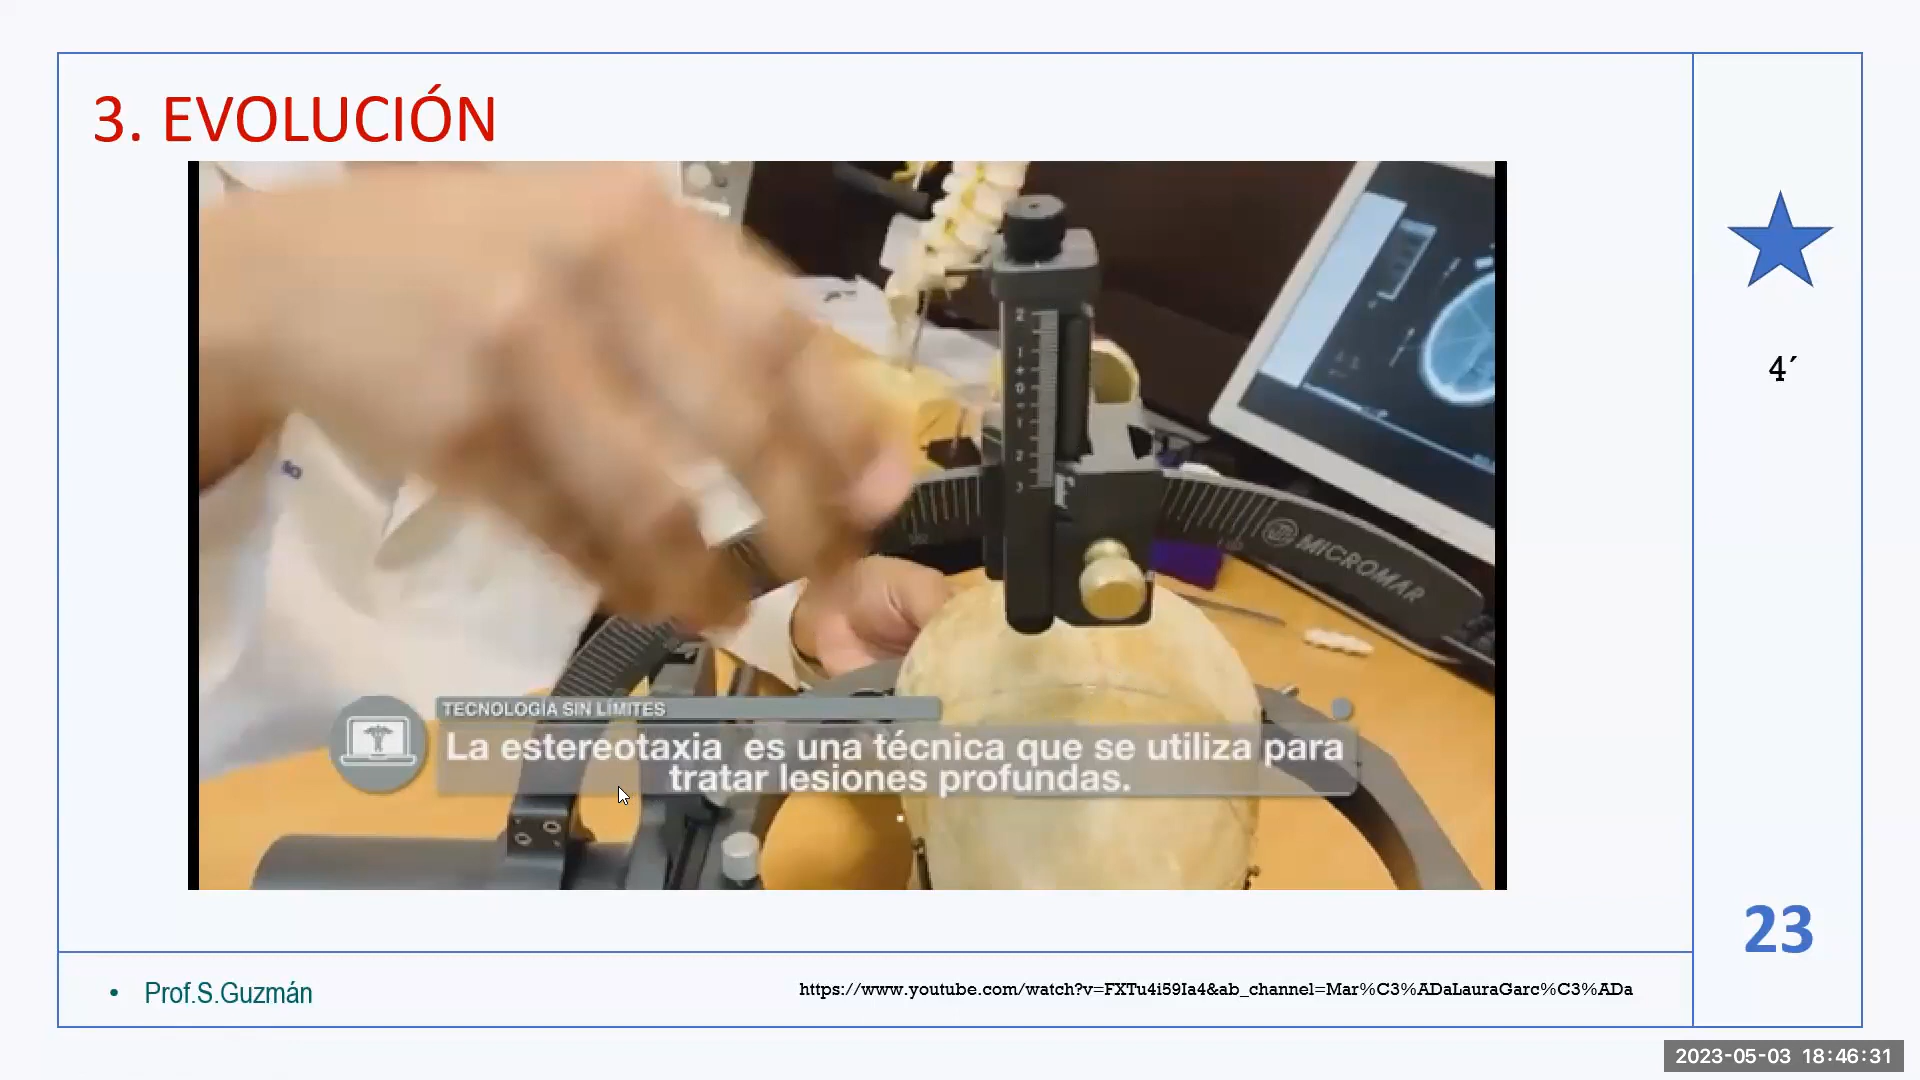 3. EVOLUCIÓN
4´
MICROMAR
TECNOLOGÍA SIN LÍMITES
La estereotaxia es una técnica que se utiliza para
tratar lesiones profundas.
23
• Prof.S.Guzmán
https://www.youtube.com/watch?v=FXTu4i59Ia4&ab_channel=Mar%C3%ADaLauraGarc%C3%ADa
2023-05-03 18:46:31